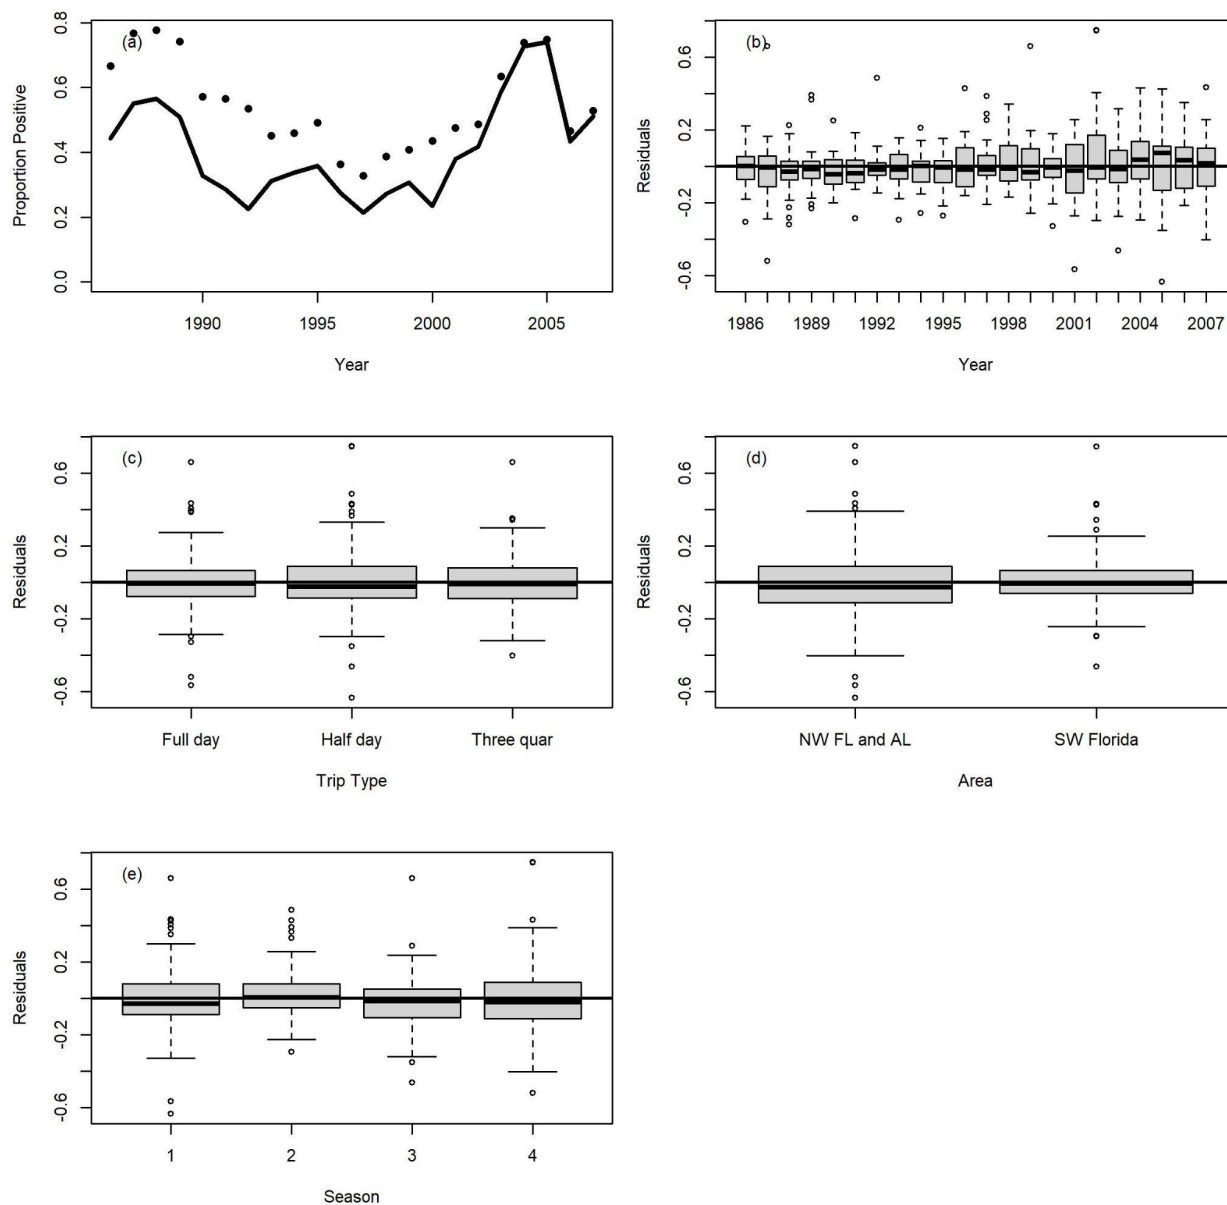 (a)
Proportion Positive
0.0 0.2 0.4 0.6 0.8
1990 1995 2000 2005
Year
(b)
Residuals
-0.6 -0.2 0.2 0.6
1986 1989 1992 1995 1998 2001 2004 2007
Year
(c)
Residuals
-0.6 -0.2 0.2 0.6
Full day Half day Three quar
Trip Type
(d)
Residuals
-0.6 -0.2 0.2 0.6
NW FL and AL SW Florida
Area
(e)
Residuals
-0.6 -0.2 0.2 0.6
1 2 3 4
Season